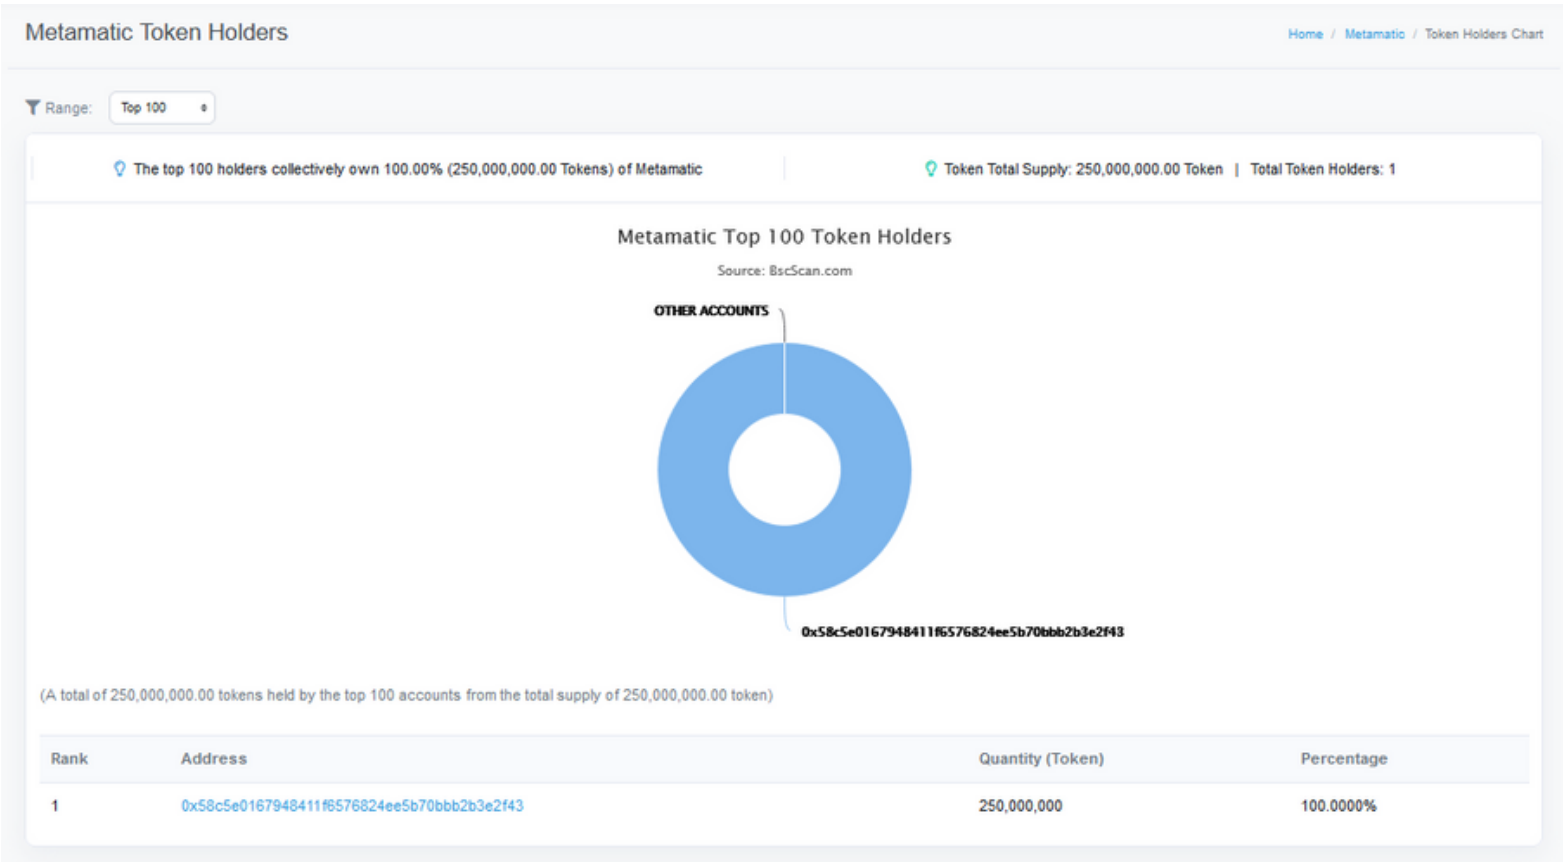 Metamatic Token Holders
Home / Metamatic / Token Holders Chart
Range: Top 100
The top 100 holders collectively own 100.00% (250,000,000.00 Tokens) of Metamatic
Token Total Supply: 250,000,000.00 Token | Total Token Holders: 1
Metamatic Top 100 Token Holders
Source: BscScan.com
OTHER ACCOUNTS
0x58c5e0167948411f6576824ee5b70bbb2b3e2f43
(A total of 250,000,000.00 tokens held by the top 100 accounts from the total supply of 250,000,000.00 token)
Rank Address Quantity (Token) Percentage
1 0x58c5e0167948411f6576824ee5b70bbb2b3e2f43 250,000,000 100.0000%